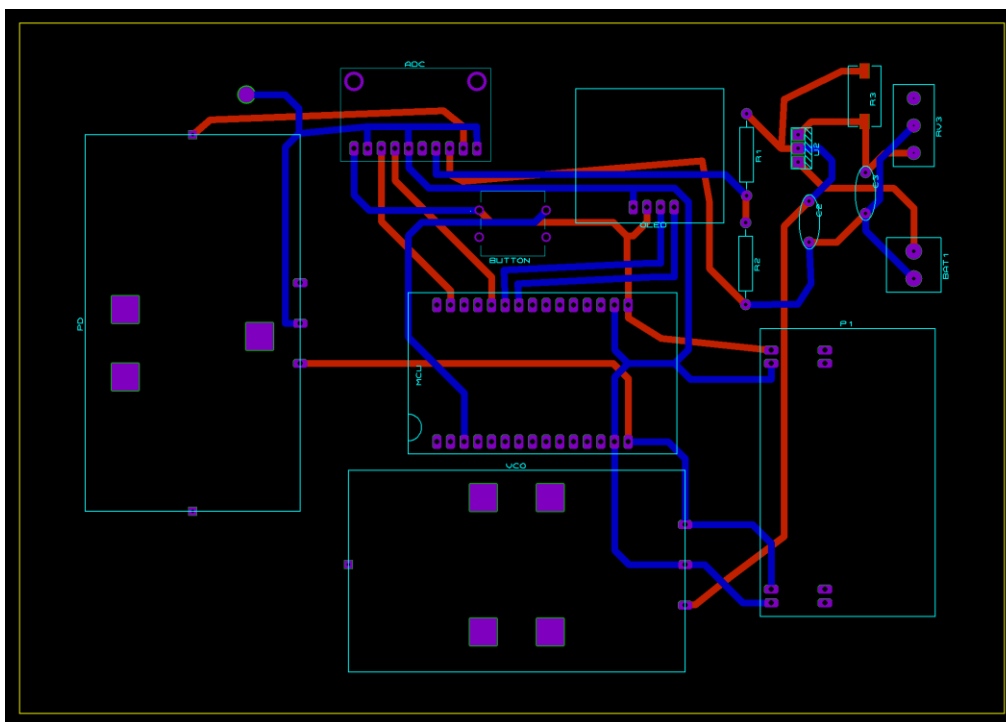 ADC
R3
RV3
R1
U2
C3
C2
OLED
BUTTON
R2
BAT1
PD
P1
MCU
VCO